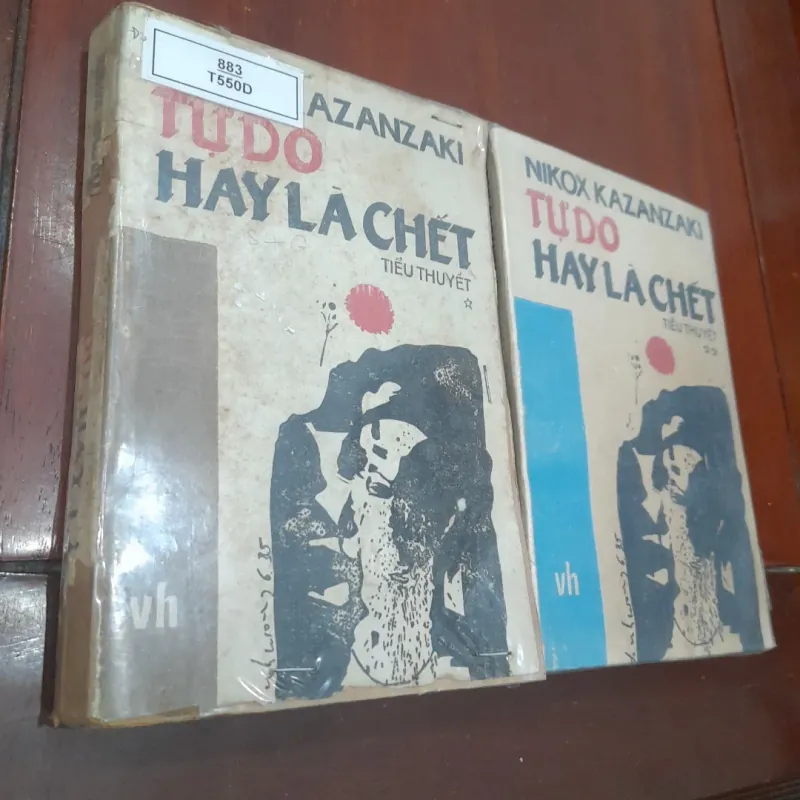 883
T550D
AZANZAKI
TỰ DO
HAY LÀ CHẾT
TIỂU THUYẾT
vh
NIKOX KAZANZAKI
TỰ DO
HAY LÀ CHẾT
TIỂU THUYẾT
vh